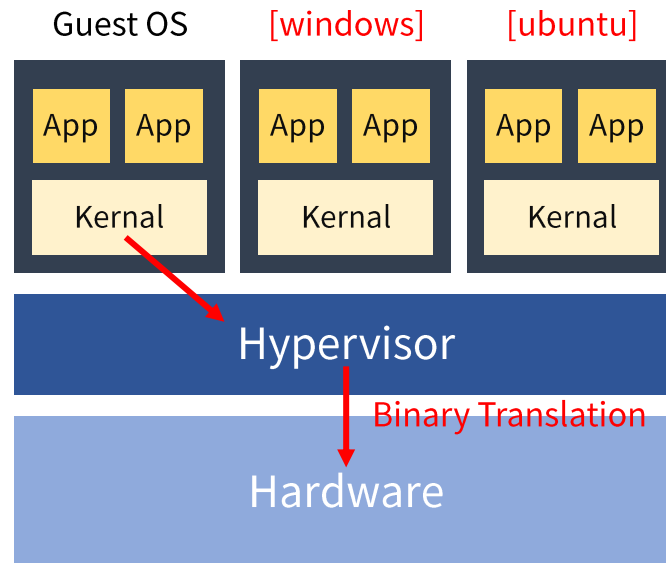 Guest OS [windows] [ubuntu]
App App App App App App
Kernal Kernal Kernal
Hypervisor
Binary Translation
Hardware